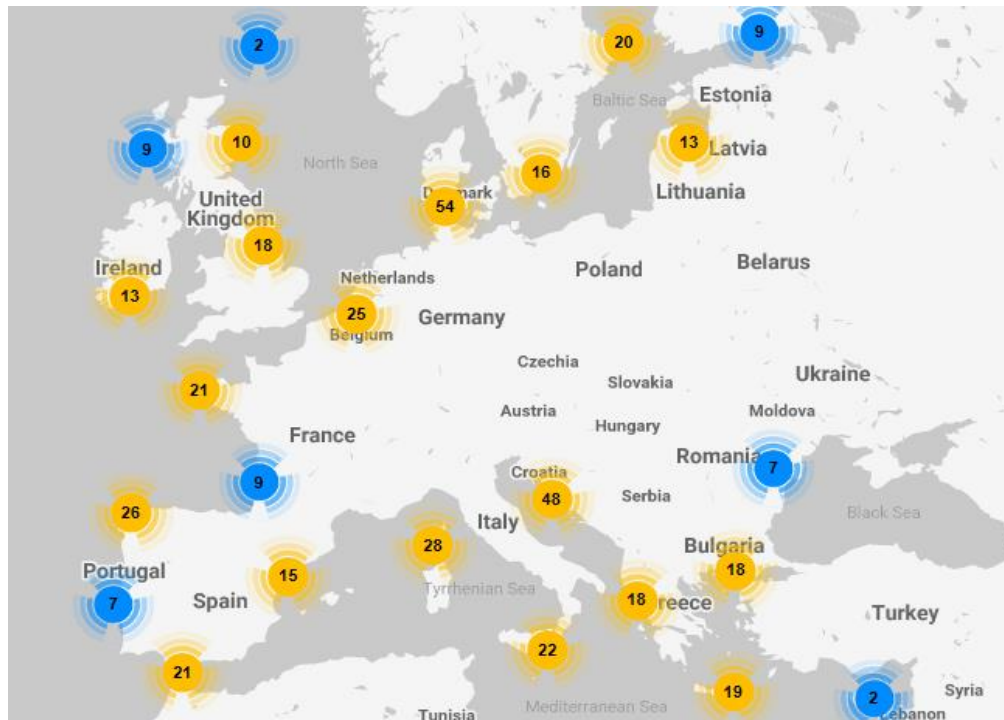 2
20
9
Baltic Sea
Estonia
9
10
North Sea
13
Latvia
16
Lithuania
54
United
Kingdom
18
Ireland
13
Netherlands
Poland
Belarus
25
Belgium
Germany
Czechia
Slovakia
Ukraine
21
Austria
Hungary
Moldova
France
Romania
7
9
Croatia
48
Serbia
Black Sea
26
Italy
28
Bulgaria
18
Portugal
15
Tyrrhenian Sea
7
Spain
18
Turkey
22
21
19
2
Syria
Mediterranean Sea
Tunisia